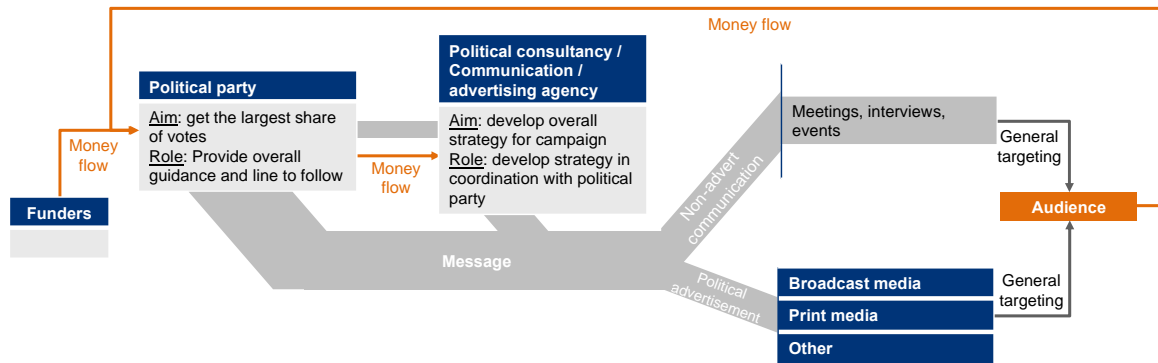 Money flow
Political party
Aim: get the largest share
of votes
Role: Provide overall
guidance and line to follow
Political consultancy /
Communication /
advertising agency
Aim: develop overall
strategy for campaign
Role: develop strategy in
coordination with political
party
Money
flow
Money
flow
Funders
Message
Non-advert
communication
Political
advertisement
Meetings, interviews,
events
General
targeting
Audience
Broadcast media
Print media
Other
General
targeting